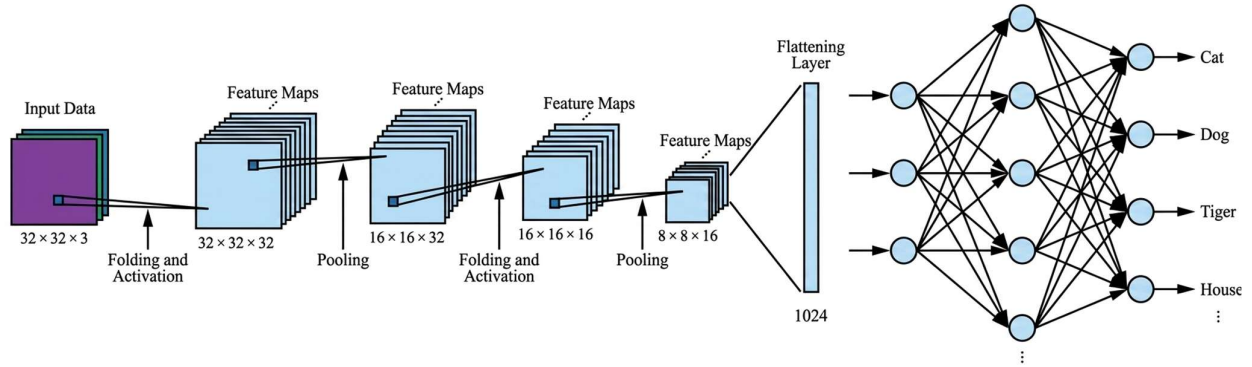 Input Data
32 × 32 × 3
Folding and
Activation
Feature Maps
32 × 32 × 32
Pooling
Feature Maps
16 × 16 × 32
Folding and
Activation
Feature Maps
16 × 16 × 16
Pooling
Feature Maps
8 × 8 × 16
Flattening
Layer
1024
Cat
Dog
Tiger
House